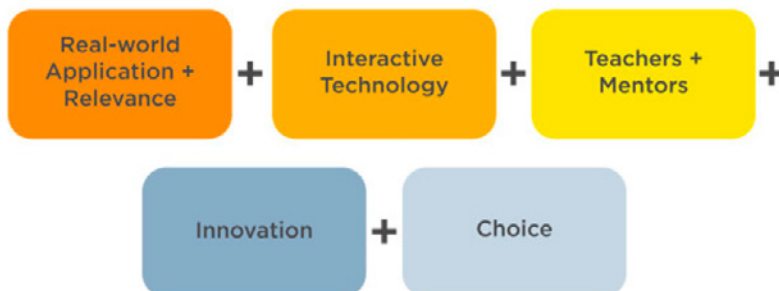 Real-world
Application +
Relevance
+
Interactive
Technology
+
Teachers +
Mentors
+
Innovation
+
Choice